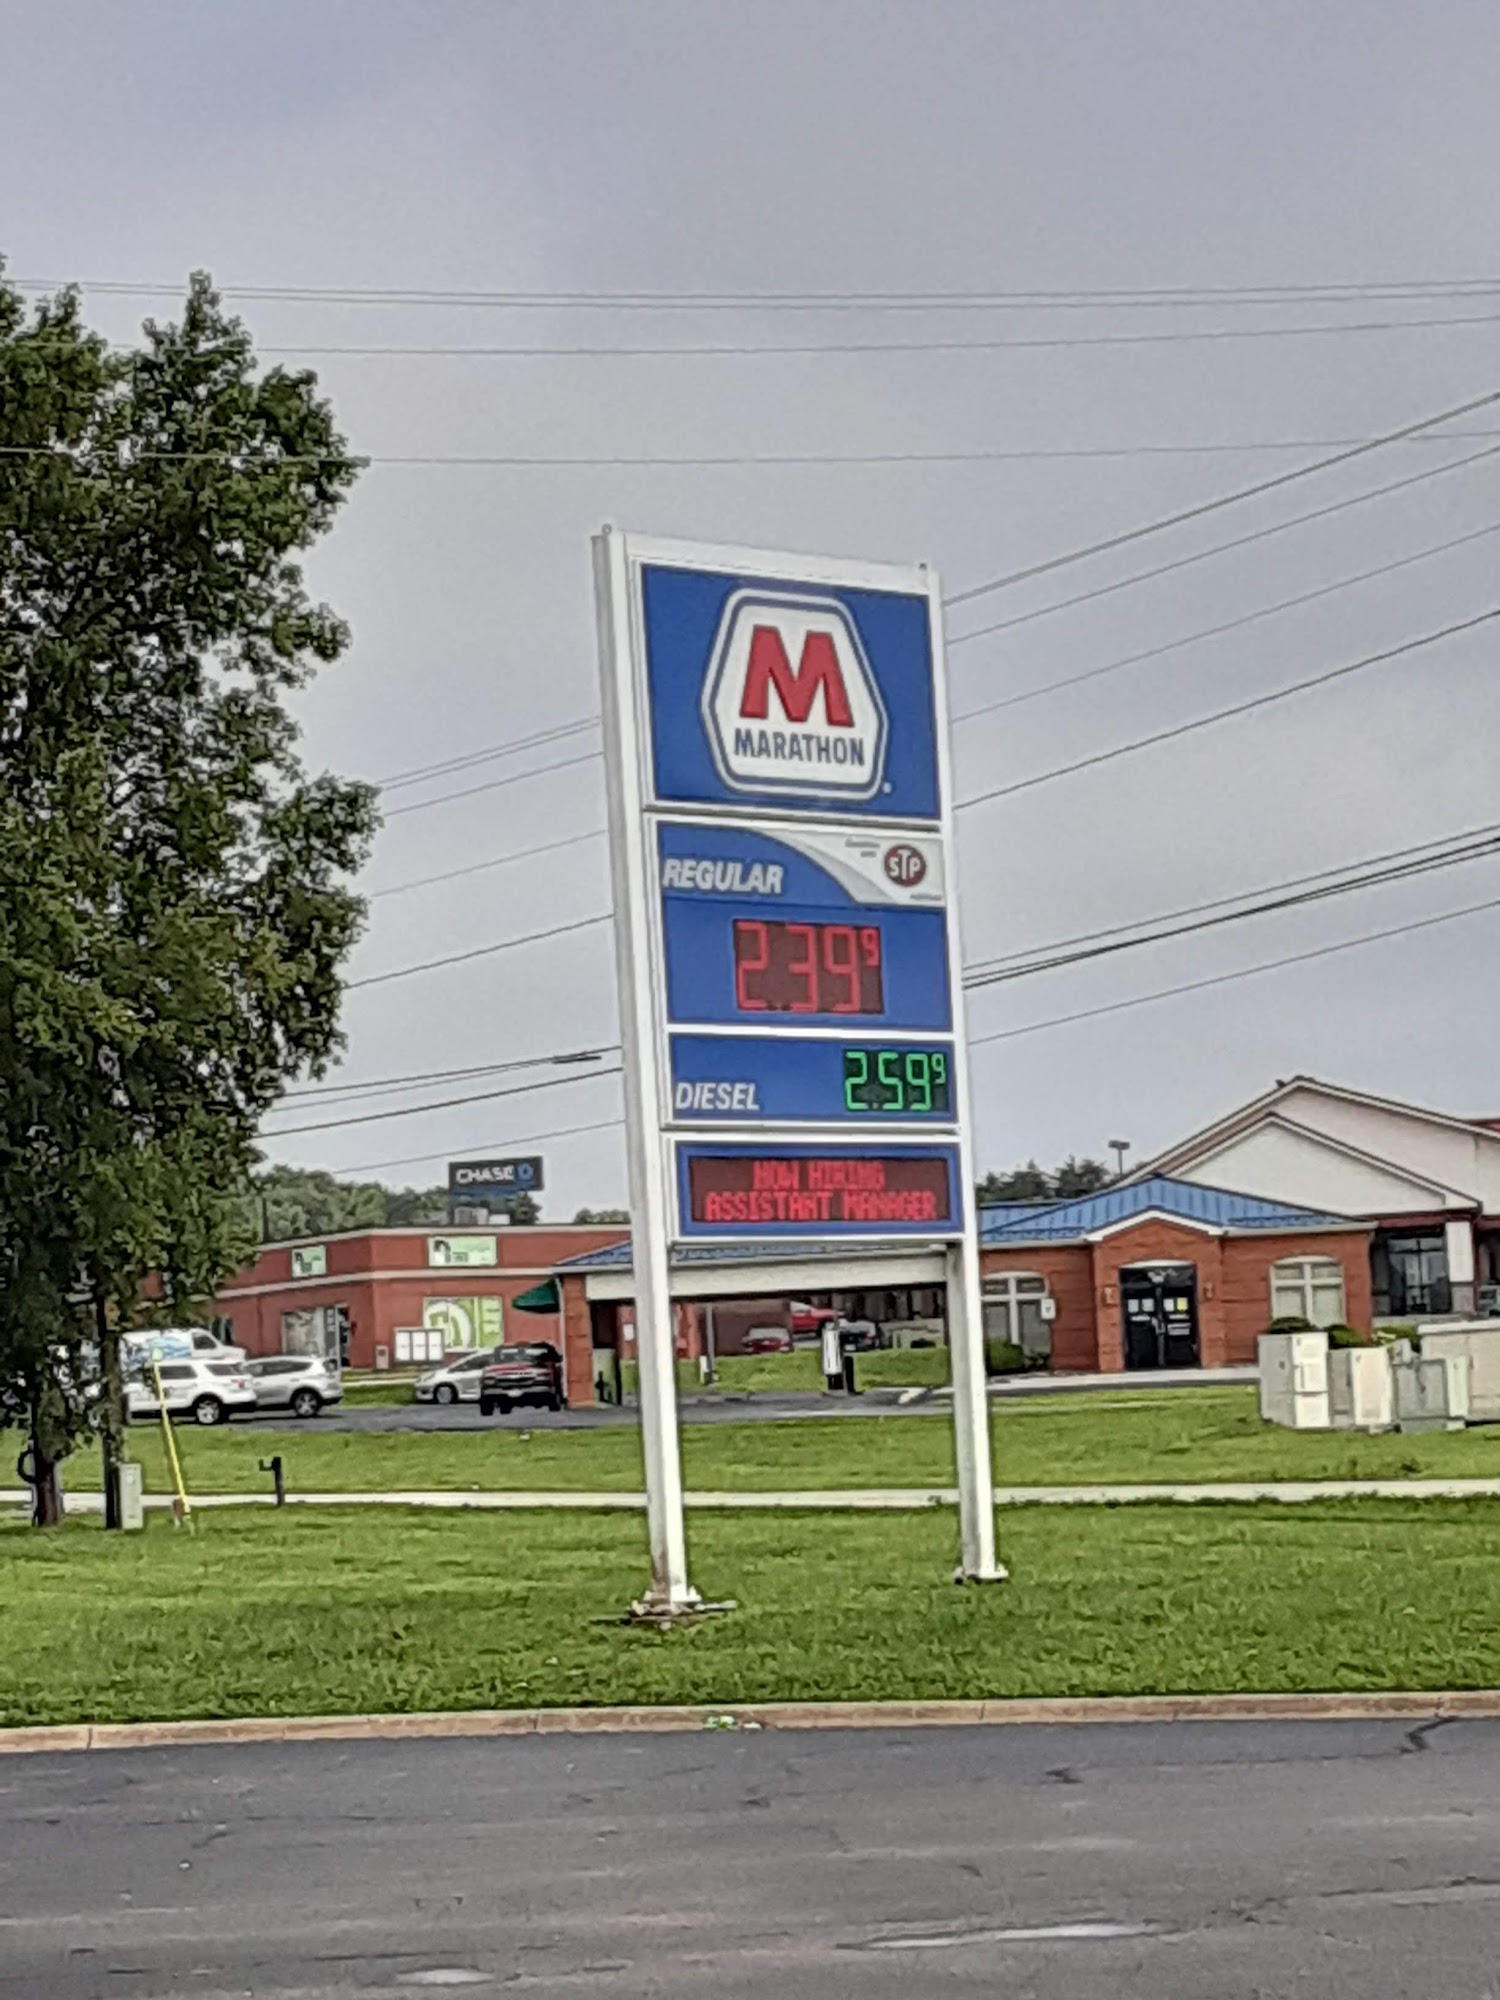 M
MARATHON
REGULAR
STP
2.39 9
DIESEL
2.59 9
NOW HIRING
ASSISTANT MANAGER
CHASE